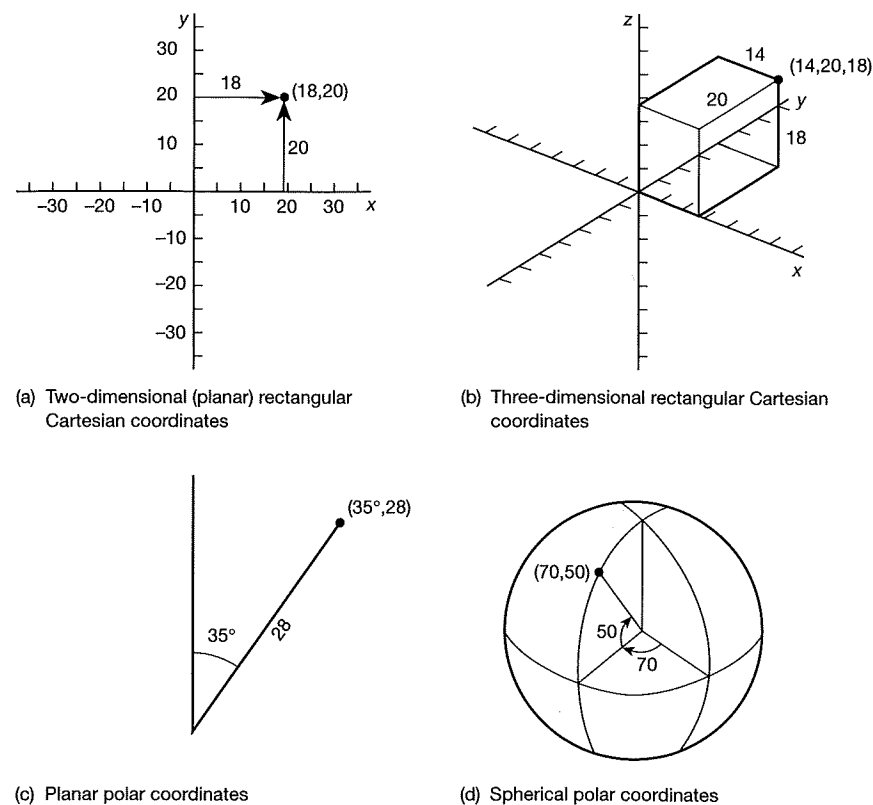 y
30
18
20
(18,20)
10
20
−30 −20 −10
10 20 30 x
−10
−20
−30
(a) Two-dimensional (planar) rectangular
Cartesian coordinates
z
14
(14,20,18)
20
y
18
x
(b) Three-dimensional rectangular Cartesian
coordinates
(35°,28)
35°
28
(c) Planar polar coordinates
(70,50)
50
70
(d) Spherical polar coordinates